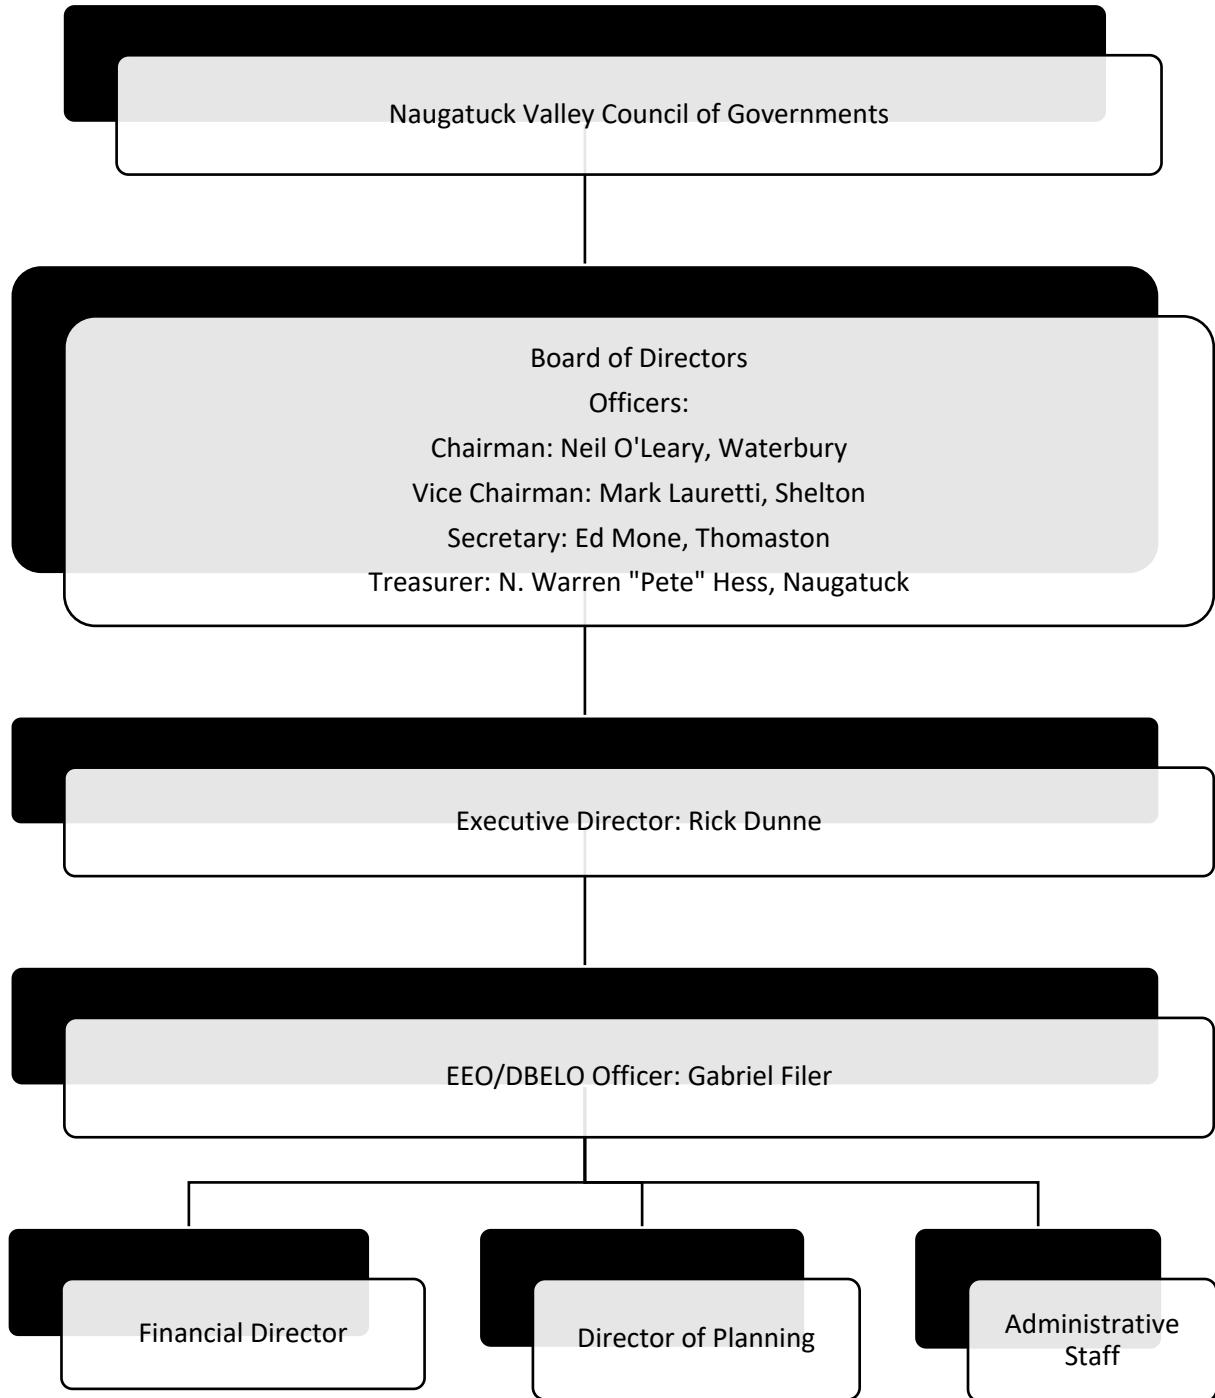 Naugatuck Valley Council of Governments
Board of Directors
Officers:
Chairman: Neil O'Leary, Waterbury
Vice Chairman: Mark Lauretti, Shelton
Secretary: Ed Mone, Thomaston
Treasurer: N. Warren "Pete" Hess, Naugatuck
Executive Director: Rick Dunne
EEO/DBELO Officer: Gabriel Filer
Financial Director
Director of Planning
Administrative
Staff